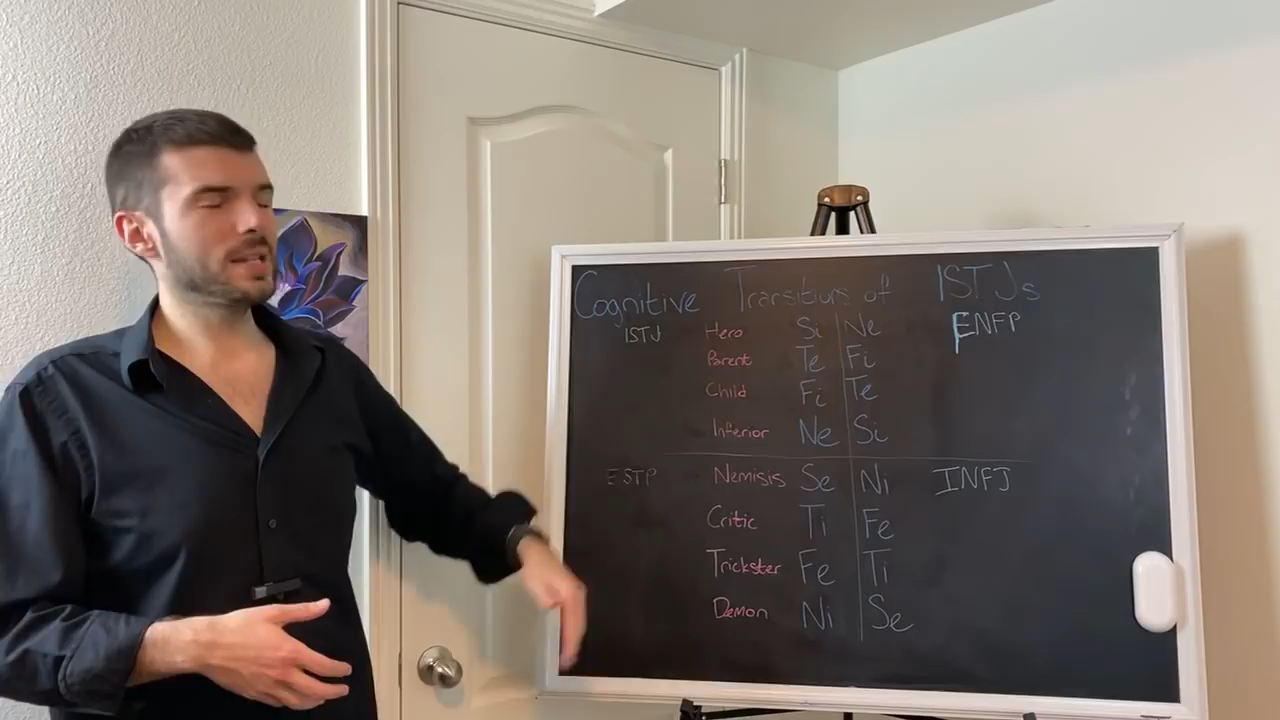 Cognitive Transitions of ISTJs
ISTJ Hero Si Ne ENFP
Parent Te Fi
Child Fi Te
Inferior Ne Si
ESTP Nemisis Se Ni INFJ
Critic Ti Fe
Trickster Fe Ti
Demon Ni Se